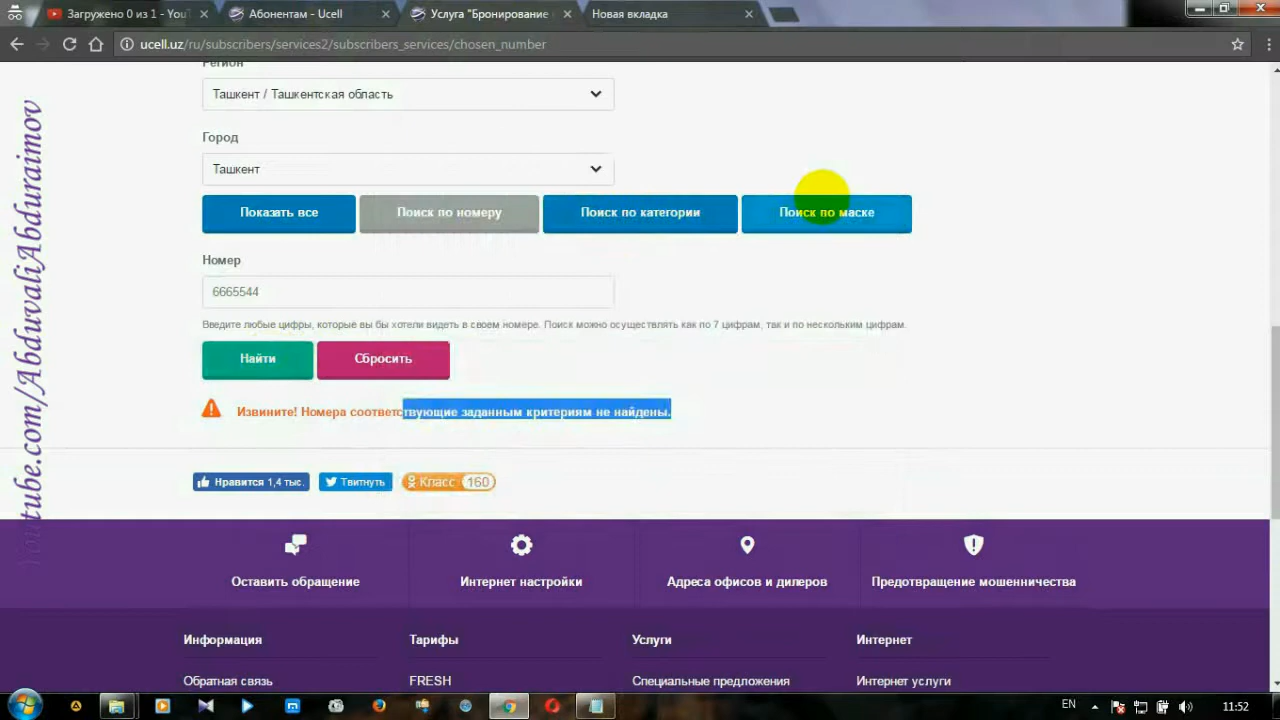 Загружено 0 из 1 - YouT
Абонентам - Ucell
Услуга "Бронирование
Новая вкладка
ucell.uz/ru/subscribers/services2/subscribers_services/chosen_number
Регион
Ташкент / Ташкентская область
Город
Ташкент
Показать все
Поиск по номеру
Поиск по категории
Поиск по маске
Номер
6665544
Введите любые цифры, которые вы бы хотели видеть в своем номере. Поиск можно осуществлять как по 7 цифрам, так и по нескольким цифрам.
Найти
Сбросить
Извините! Номера соответствующие заданным критериям не найдены.
Нравится 1,4 тыс.
Твитнуть
Класс 160
Оставить обращение
Интернет настройки
Адреса офисов и дилеров
Предотвращение мошенничества
Информация
Тарифы
Услуги
Интернет
Обратная связь
FRESH
Специальные предложения
Интернет услуги
EN
11:52
Youtube.com/AbduvaliAbduraimov